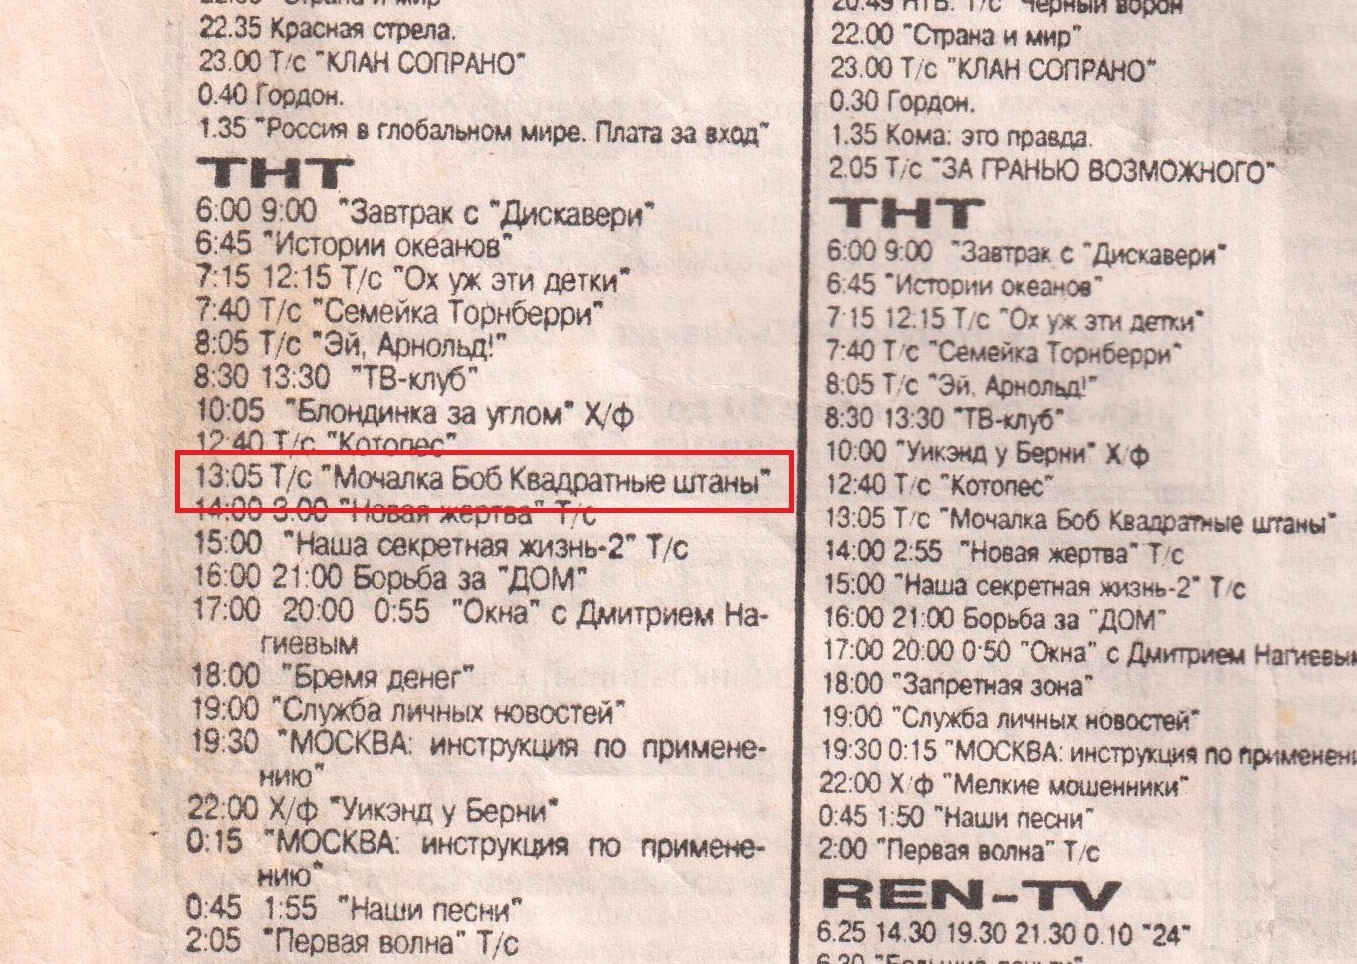 "Страна и мир"
22.35 Красная стрела.
23.00 Т/с "КЛАН СОПРАНО"
0.40 Гордон.
1.35 "Россия в глобальном мире. Плата за вход"
ТНТ
6:00 9:00 "Завтрак с "Дискавери"
6:45 "Истории океанов"
7:15 12:15 Т/с "Ох уж эти детки"
7:40 Т/с "Семейка Торнберри"
8:05 Т/с "Эй, Арнольд!"
8:30 13:30 "ТВ-клуб"
10:05 "Блондинка за углом" Х/ф
12:40 Т/с "Котопес"
13:05 Т/с "Мочалка Боб Квадратные штаны"
14:00 3:00 "Новая жертва" Т/с
15:00 "Наша секретная жизнь-2" Т/с
16:00 21:00 Борьба за "ДОМ"
17:00 20:00 0:55 "Окна" с Дмитрием На-
гиевым
18:00 "Бремя денег"
19:00 "Служба личных новостей"
19:30 "МОСКВА: инструкция по примене-
нию"
22:00 Х/ф "Уикэнд у Берни"
0:15 "МОСКВА: инструкция по примене-
нию"
0:45 1:55 "Наши песни"
2:05 "Первая волна" Т/с
20.49 НТВ. Т/с "Черный ворон
22.00 "Страна и мир"
23.00 Т/с "КЛАН СОПРАНО"
0.30 Гордон.
1.35 Кома: это правда.
2.05 Т/с "ЗА ГРАНЬЮ ВОЗМОЖНОГО"
ТНТ
6:00 9:00 "Завтрак с "Дискавери"
6:45 "Истории океанов"
7:15 12:15 Т/с "Ох уж эти детки"
7:40 Т/с "Семейка Торнберри"
8:05 Т/с "Эй, Арнольд!"
8:30 13:30 "ТВ-клуб"
10:00 "Уикэнд у Берни" Х/ф
12:40 Т/с "Котопес"
13:05 Т/с "Мочалка Боб Квадратные штаны"
14:00 2:55 "Новая жертва" Т/с
15:00 "Наша секретная жизнь-2" Т/с
16:00 21:00 Борьба за "ДОМ"
17:00 20:00 0:50 "Окна" с Дмитрием Нагиевым
18:00 "Запретная зона"
19:00 "Служба личных новостей"
19:30 0:15 "МОСКВА: инструкция по применени
22:00 Х/ф "Мелкие мошенники"
0:45 1:50 "Наши песни"
2:00 "Первая волна" Т/с
REN-TV
6.25 14.30 19.30 21.30 0.10 "24"